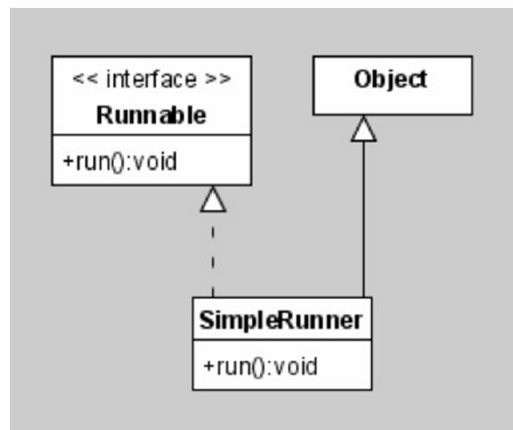 << interface >>
Runnable
+run():void
Object
SimpleRunner
+run():void